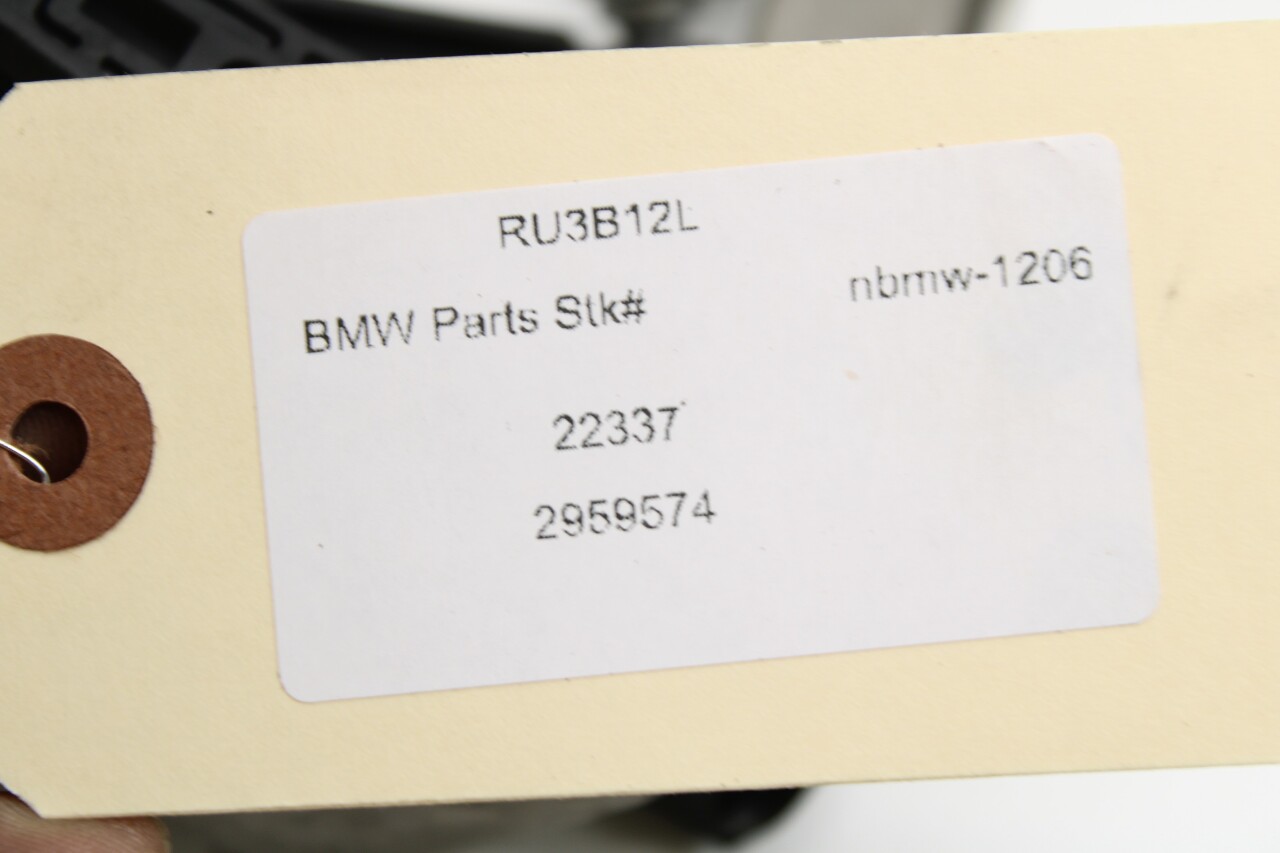 RU3B12L
BMW Parts Stk# nbmw-1206
22337
2959574